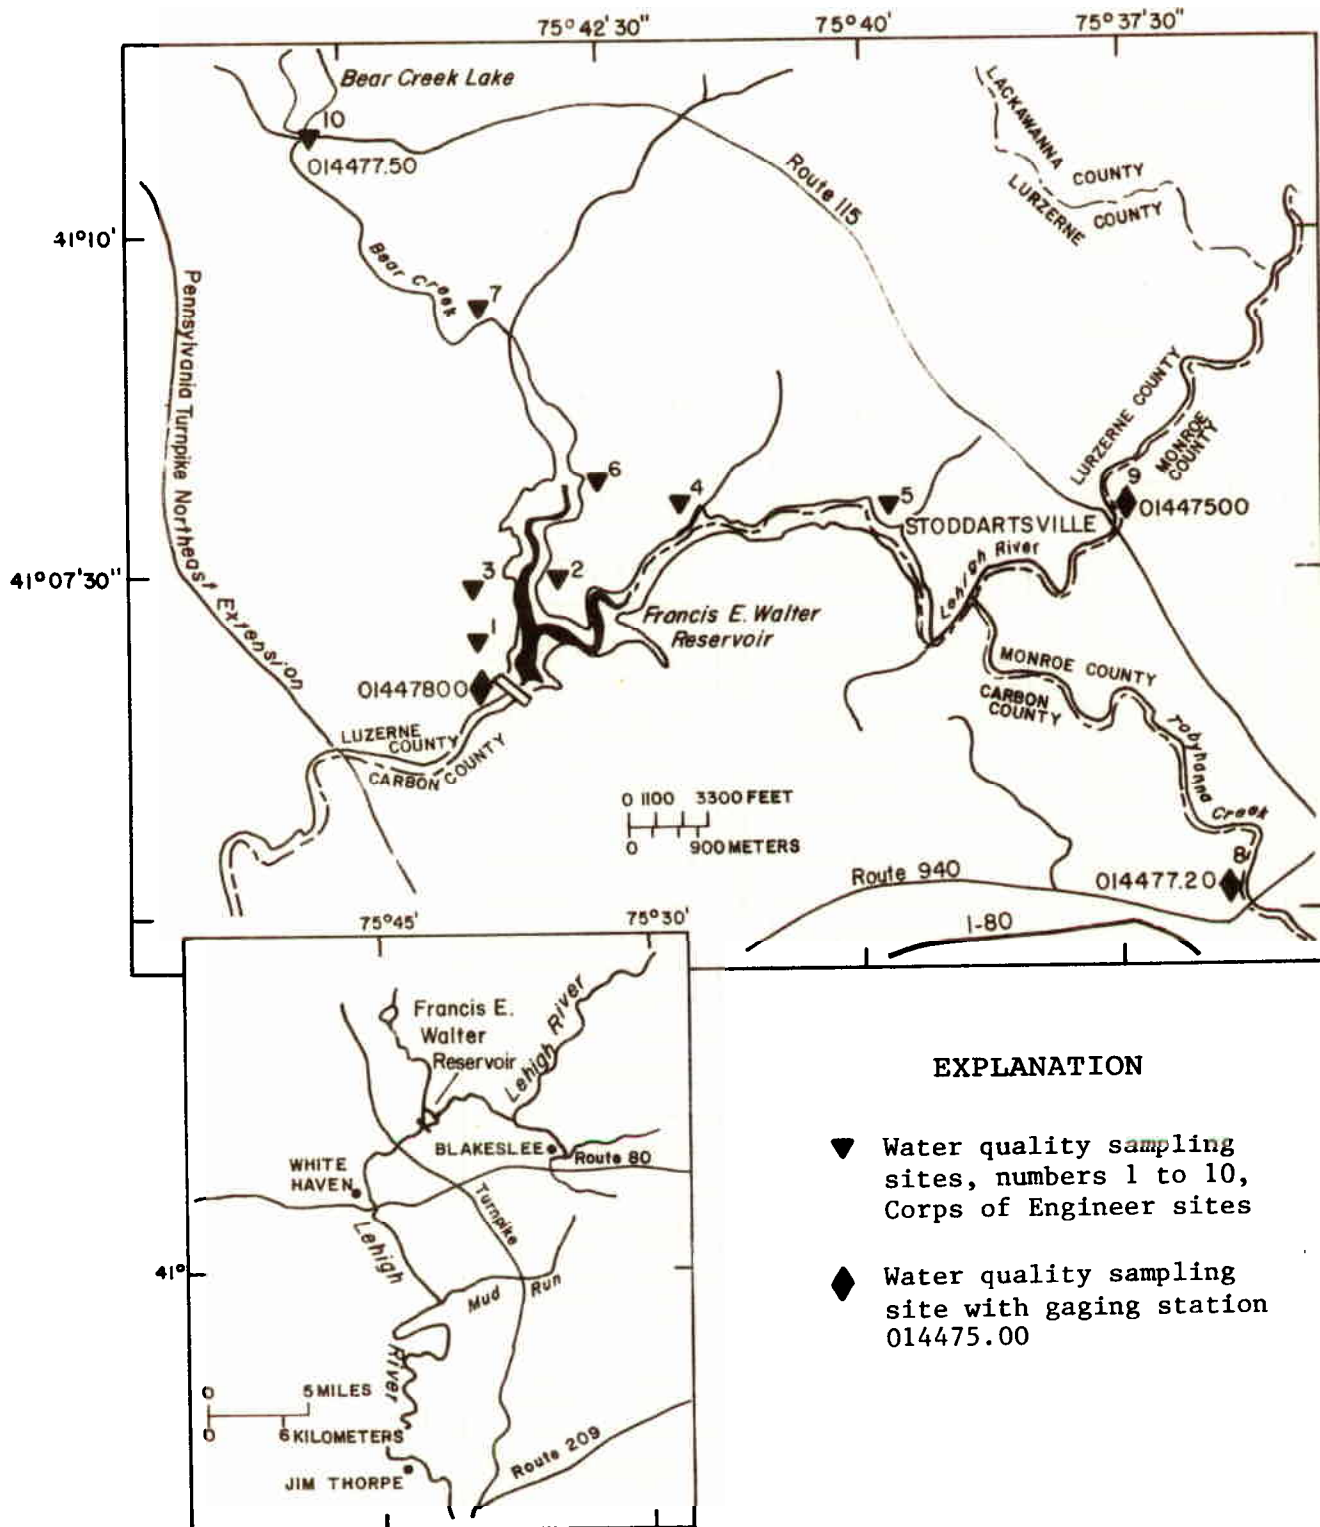 75°42'30"
75°40'
75°37'30"
Bear Creek Lake
10
014477.50
LACKAWANNA COUNTY
LURZERNE COUNTY
Route 115
41°10'
Bear Creek
7
Pennsylvania Turnpike Northeast Extension
LURZERNE COUNTY
MONROE COUNTY
6
4
5
9
01447500
STODDARTSVILLE
Lehigh River
41°07'30"
3
2
1
Francis E. Walter
Reservoir
01447800
MONROE COUNTY
CARBON
COUNTY
LUZERNE
COUNTY
CARBON COUNTY
Tobyhanna Creek
0 1100 3300 FEET
0 900 METERS
8
014477.20
Route 940
I-80
75°45'
75°30'
Francis E.
Walter
Reservoir
Lehigh River
BLAKESLEE
Route 80
WHITE
HAVEN
Turnpike
Lehigh River
41°
Mud Run
0 5 MILES
0 6 KILOMETERS
JIM THORPE
Route 209
EXPLANATION
Water quality sampling
sites, numbers 1 to 10,
Corps of Engineer sites
Water quality sampling
site with gaging station
014475.00